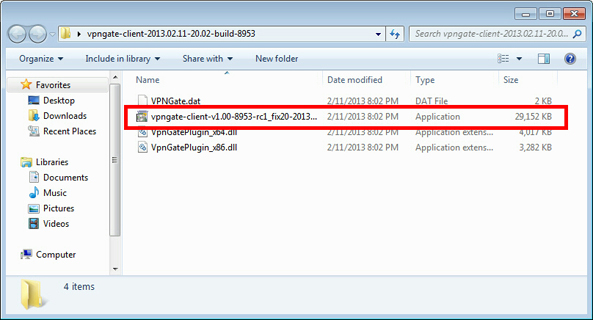 vpngate-client-2013.02.11-20.02-build-8953
Search vpngate-client-2013.02.11-20.0...
Organize Include in library Share with New folder
Favorites
Desktop
Downloads
Recent Places
Libraries
Documents
Music
Pictures
Videos
Computer
Name Date modified Type Size
VPNGate.dat 2/11/2013 8:02 PM DAT File 2 KB
vpngate-client-v1.00-8953-rc1_fix20-2013... 2/11/2013 8:02 PM Application 29,152 KB
VpnGatePlugin_x64.dll 2/11/2013 8:02 PM Application extens... 4,017 KB
VpnGatePlugin_x86.dll 2/11/2013 8:02 PM Application extens... 3,282 KB
4 items